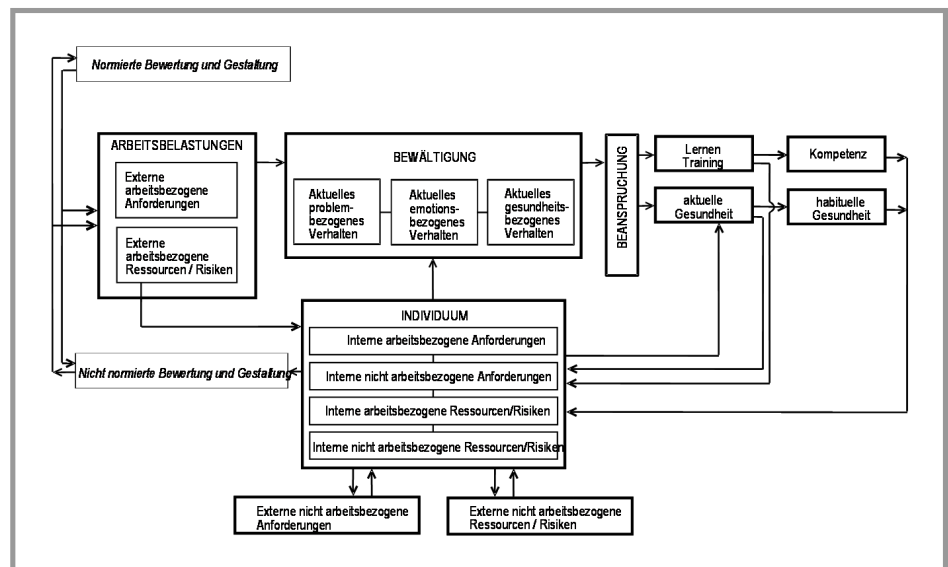 Normierte Bewertung und Gestaltung
ARBEITSBELASTUNGEN
Externe
arbeitsbezogene
Anforderungen
Externe
arbeitsbezogene
Ressourcen / Risiken
BEWÄLTIGUNG
Aktuelles
problem-
bezogenes
Verhalten
Aktuelles
emotions-
bezogenes
Verhalten
Aktuelles
gesundheits-
bezogenes
Verhalten
BEANSPRUCHUNG
Lernen
Training
Kompetenz
aktuelle
Gesundheit
habituelle
Gesundheit
INDIVIDUUM
Interne arbeitsbezogene Anforderungen
Interne nicht arbeitsbezogene Anforderungen
Interne arbeitsbezogene Ressourcen/Risiken
Interne nicht arbeitsbezogene Ressourcen/Risiken
Nicht normierte Bewertung und Gestaltung
Externe nicht arbeitsbezogene
Anforderungen
Externe nicht arbeitsbezogene
Ressourcen / Risiken